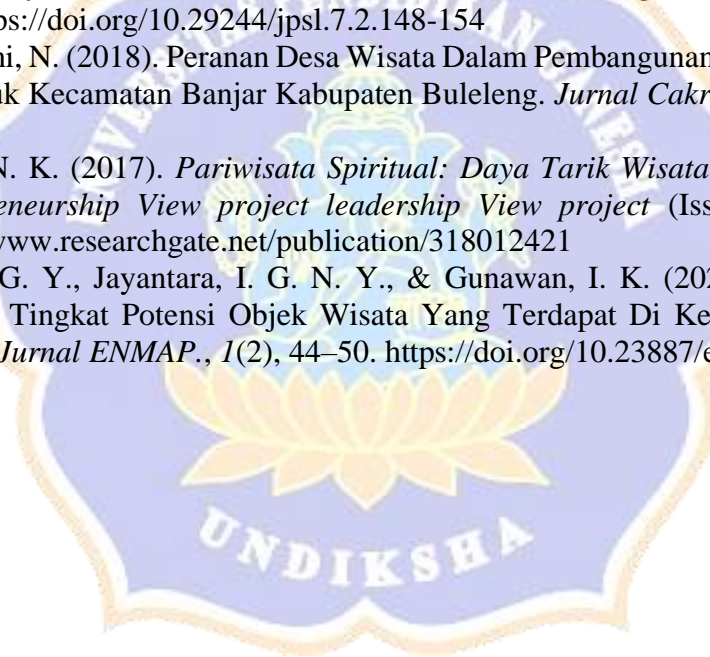 ps://doi.org/10.29244/jpsl.7.2.148-154
ni, N. (2018). Peranan Desa Wisata Dalam Pembangunan
uk Kecamatan Banjar Kabupaten Buleleng. Jurnal Cakr
N. K. (2017). Pariwisata Spiritual: Daya Tarik Wisata
eneurship View project leadership View project (Iss
www.researchgate.net/publication/318012421
G. Y., Jayantara, I. G. N. Y., & Gunawan, I. K. (202
Tingkat Potensi Objek Wisata Yang Terdapat Di Ke
Jurnal ENMAP., 1(2), 44–50. https://doi.org/10.23887/e
UNDIKSHA